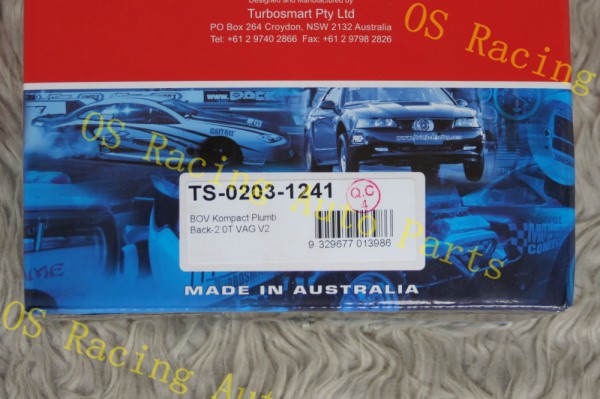 Designed and Manufactured by
Turbosmart Pty Ltd
PO Box 264 Croydon, NSW 2132 Australia
Tel: +61 2 9740 2866 Fax: +61 2 9798 2826
OS Racing
OS Racing Auto Parts
TS-0203-1241
Q.C
4
BOV Kompact Plumb
Back-2.0T VAG V2
9 329677 013986
MADE IN AUSTRALIA
OS Racing Auto